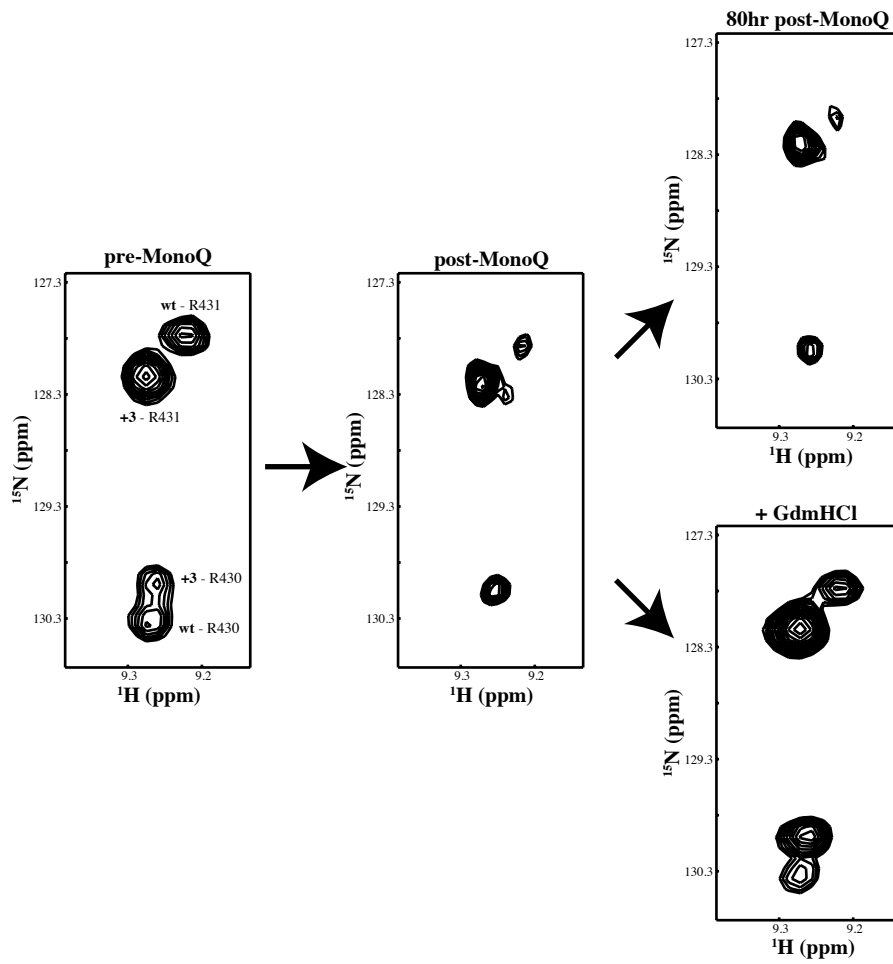 80hr post-MonoQ
127.3
128.3
129.3
130.3
¹⁵N (ppm)
9.3
9.2
¹H (ppm)
pre-MonoQ
127.3
wt - R431
128.3
+3 - R431
129.3
+3 - R430
130.3
wt - R430
¹⁵N (ppm)
9.3
9.2
¹H (ppm)
post-MonoQ
127.3
128.3
129.3
130.3
¹⁵N (ppm)
9.3
9.2
¹H (ppm)
+ GdmHCl
127.3
128.3
129.3
130.3
¹⁵N (ppm)
9.3
9.2
¹H (ppm)